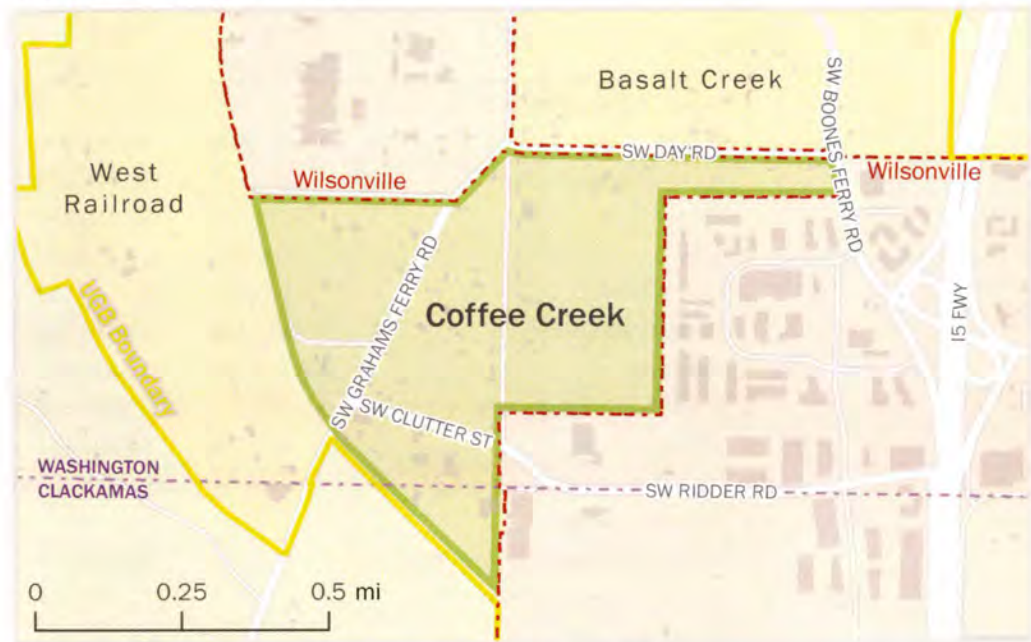 Basalt Creek
SW BOONES FERRY RD
SW DAY RD
West
Railroad
Wilsonville
Wilsonville
SW GRAHAMS FERRY RD
UGB Boundary
Coffee Creek
I5 FWY
SW CLUTTER ST
WASHINGTON
CLACKAMAS
SW RIDDER RD
0 0.25 0.5 mi